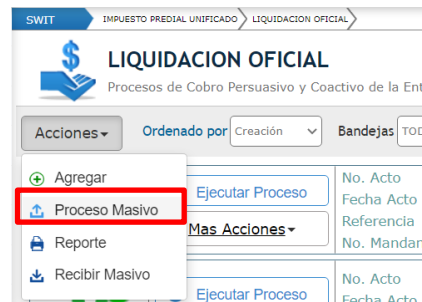 SWIT IMPUESTO PREDIAL UNIFICADO LIQUIDACION OFICIAL
LIQUIDACION OFICIAL
Procesos de Cobro Persuasivo y Coactivo de la
Acciones Ordenado por Creación Bandejas
Agregar
Proceso Masivo
Reporte
Recibir Masivo
Ejecutar Proceso
Mas Acciones
No. Acto
Fecha Acto
Referencia
No.
Ejecutar Proceso
No. Acto
Fecha Acto